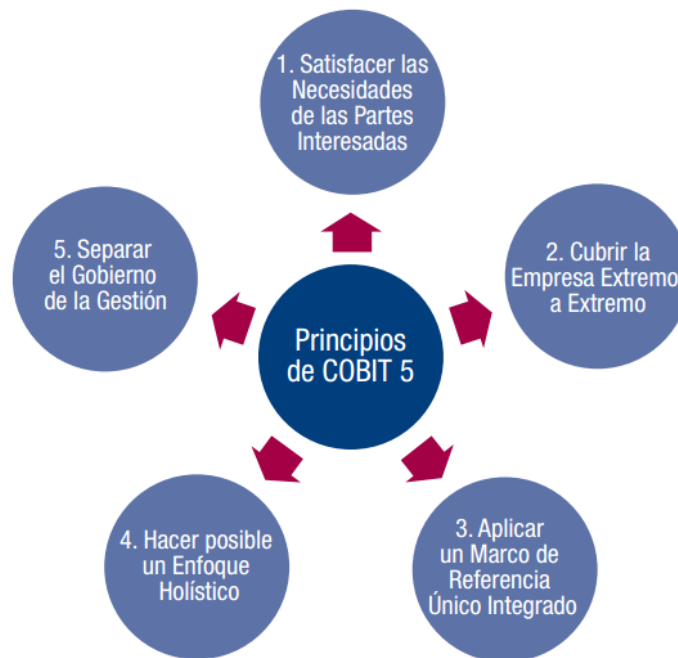 1. Satisfacer las
Necesidades
de las Partes
Interesadas
2. Cubrir la
Empresa Extremo
a Extremo
3. Aplicar
un Marco de
Referencia
Único Integrado
4. Hacer posible
un Enfoque
Holístico
5. Separar
el Gobierno
de la Gestión
Principios
de COBIT 5